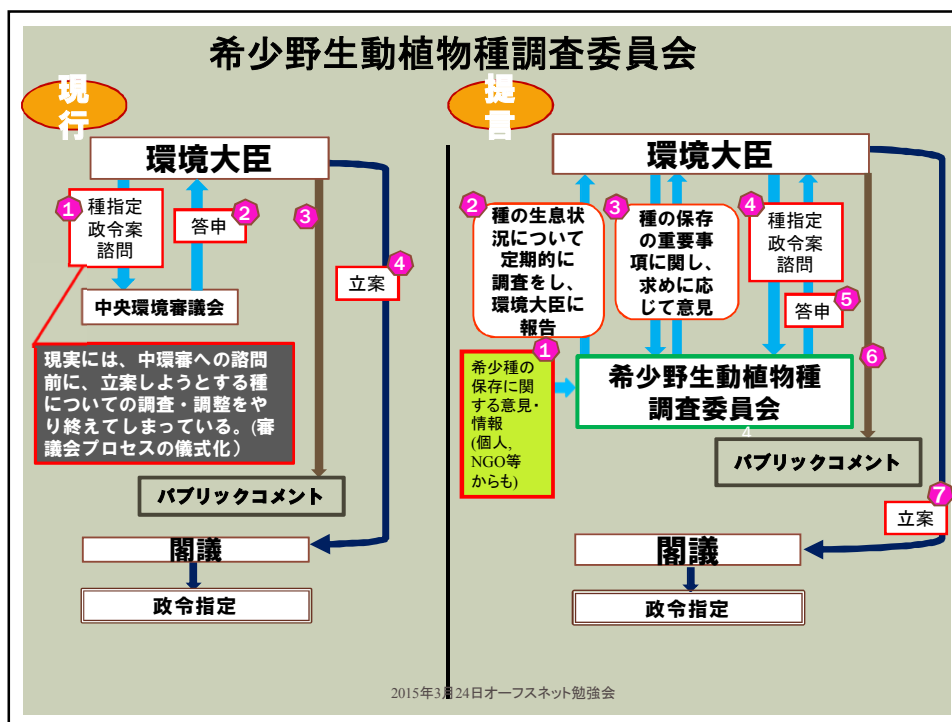 希少野生動植物種調査委員会
現
行
環境大臣
1
種指定
政令案
諮問
答申
2
3
4
立案
中央環境審議会
現実には、中環審への諮問
前に、立案しようとする種
についての調査・調整をや
り終えてしまっている。(審
議会プロセスの儀式化）
パブリックコメント
閣議
政令指定
提
言
環境大臣
2
種の生息状
況について
定期的に
調査をし、
環境大臣に
報告
3
種の保存
の重要事
項に関し、
求めに応
じて意見
4
種指定
政令案
諮問
答申
5
6
1
希少種の
保存に関
する意見・
情報
(個人,
NGO等
からも)
希少野生動植物種
調査委員会
4
パブリックコメント
7
立案
閣議
政令指定
2015年3月24日オーフスネット勉強会